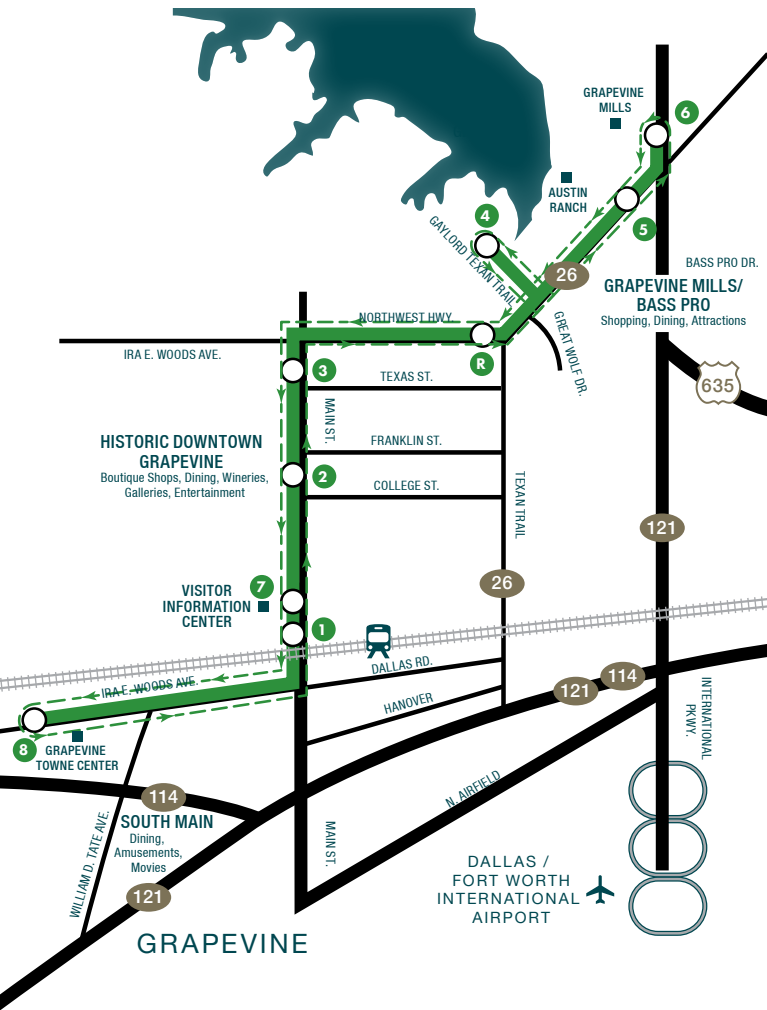 GRAPEVINE
MILLS
6
AUSTIN
RANCH
4
5
GAYLORD TEXAN TRAIL
26
BASS PRO DR.
GRAPEVINE MILLS/
BASS PRO
Shopping, Dining, Attractions
NORTHWEST HWY.
GREAT WOLF DR.
IRA E. WOODS AVE.
R
3
TEXAS ST.
635
MAIN ST.
HISTORIC DOWNTOWN
GRAPEVINE
Boutique Shops, Dining, Wineries,
Galleries, Entertainment
FRANKLIN ST.
2
COLLEGE ST.
TEXAN TRAIL
121
26
7
VISITOR
INFORMATION
CENTER
1
DALLAS RD.
IRA E. WOODS AVE.
HANOVER
114
121
INTERNATIONAL
PKWY.
8
GRAPEVINE
TOWNE CENTER
114
N. AIRFIELD
SOUTH MAIN
Dining,
Amusements,
Movies
MAIN ST.
WILLIAM D. TATE AVE.
121
DALLAS /
FORT WORTH
INTERNATIONAL
AIRPORT
GRAPEVINE